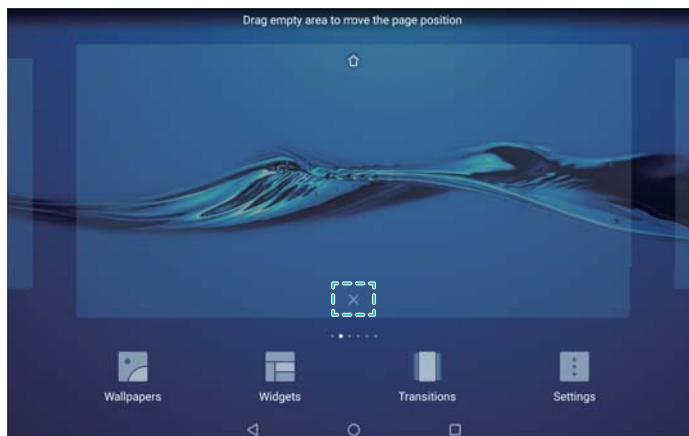 Drag empty area to move the page position
Wallpapers
Widgets
Transitions
Settings